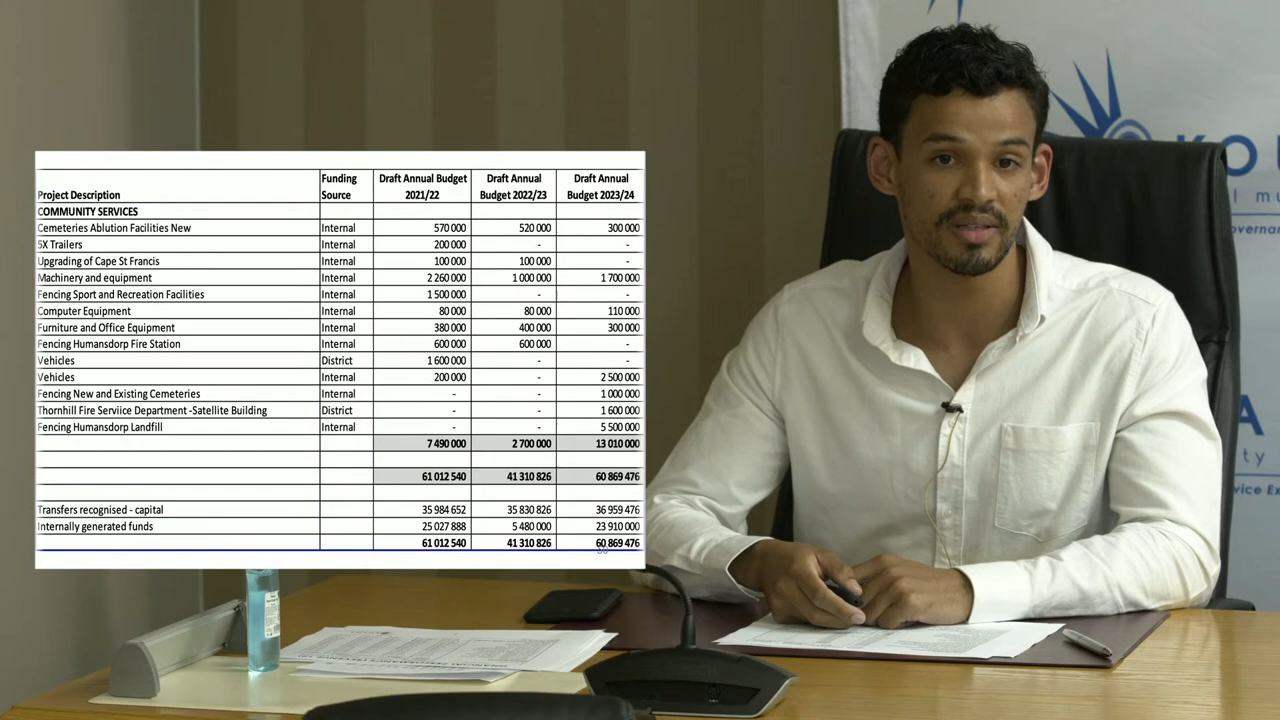 Project Description Funding Source Draft Annual Budget 2021/22 Draft Annual Budget 2022/23 Draft Annual Budget 2023/24
COMMUNITY SERVICES
Cemeteries Ablution Facilities New Internal 570 000 520 000 300 000
5X Trailers Internal 200 000 - -
Upgrading of Cape St Francis Internal 100 000 100 000 -
Machinery and equipment Internal 2 260 000 1 000 000 1 700 000
Fencing Sport and Recreation Facilities Internal 1 500 000 - -
Computer Equipment Internal 80 000 80 000 110 000
Furniture and Office Equipment Internal 380 000 400 000 300 000
Fencing Humansdorp Fire Station Internal 600 000 600 000 -
Vehicles District 1 600 000 - -
Vehicles Internal 200 000 - 2 500 000
Fencing New and Existing Cemeteries Internal - - 1 000 000
Thornhill Fire Serviice Department -Satellite Building District - - 1 600 000
Fencing Humansdorp Landfill Internal - - 5 500 000
7 490 000 2 700 000 13 010 000
61 012 540 41 310 826 60 869 476
Transfers recognised - capital 35 984 652 35 830 826 36 959 476
Internally generated funds 25 027 888 5 480 000 23 910 000
61 012 540 41 310 826 60 869 476
KOU
l mu
overnan
A
ty
vice Ex